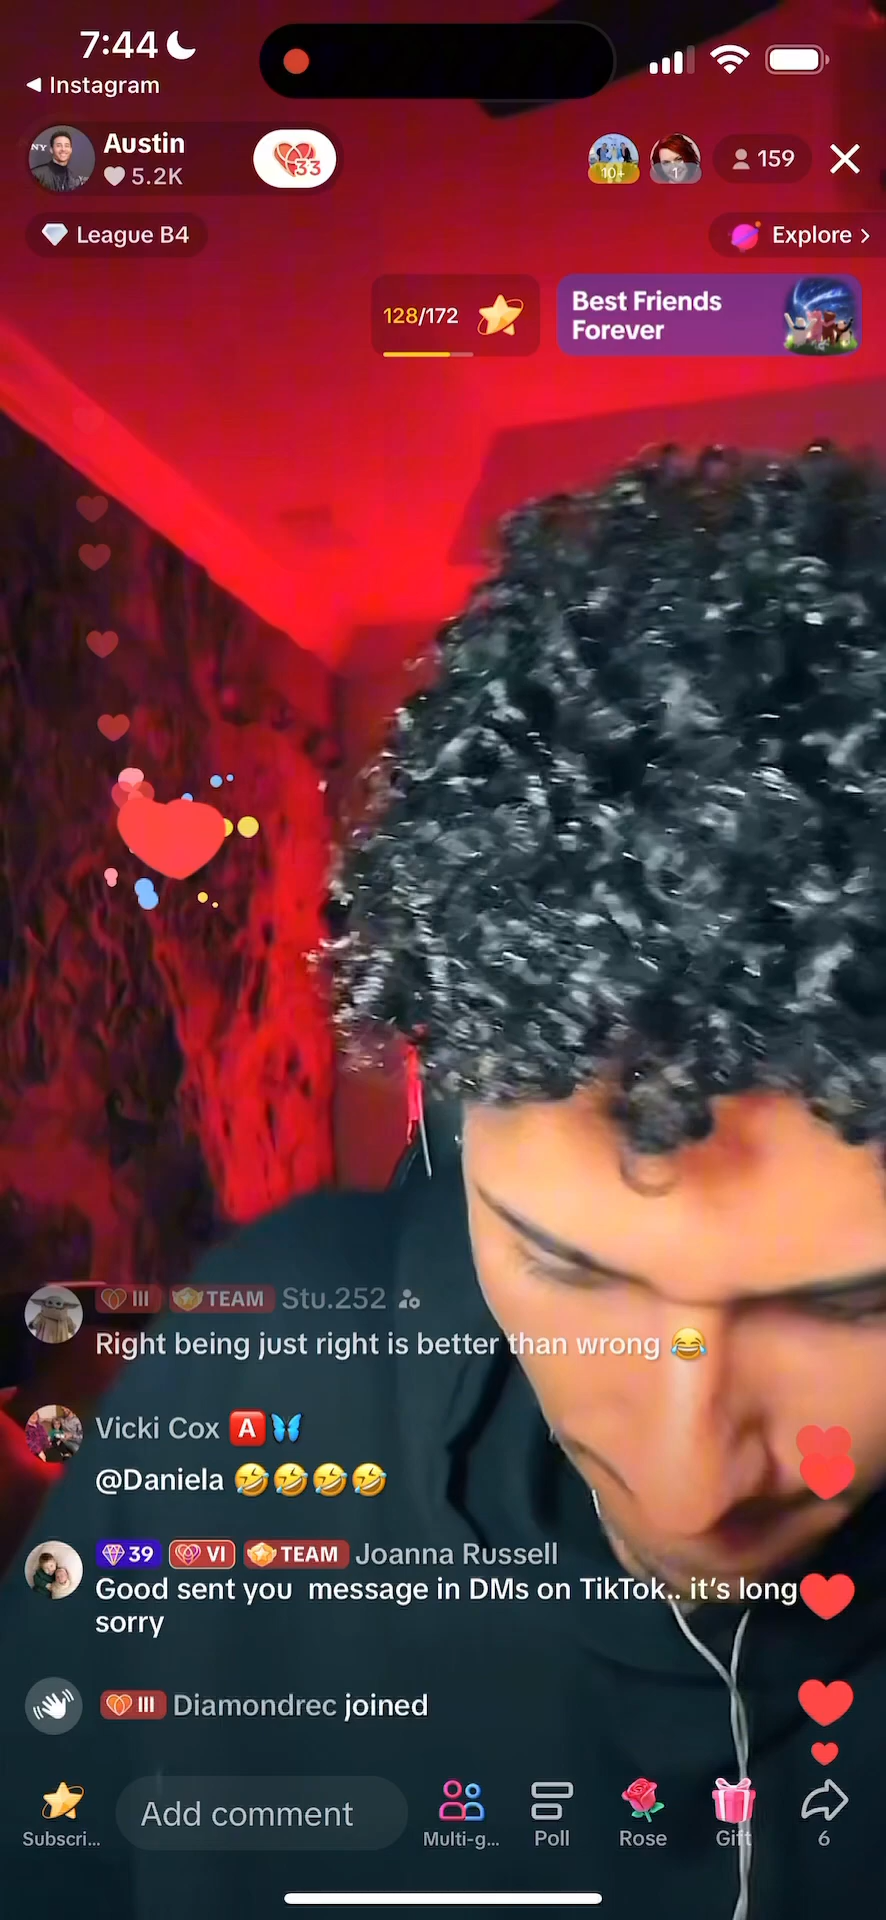 7:44
Instagram
NY
Austin
5.2K
33
10+
1
159
League B4
Explore
128/172
Best Friends
Forever
III TEAM Stu.252
Right being just right is better than wrong 😂
Vicki Cox 🅰️🦋
@Daniela 🤣🤣🤣🤣
39 VI TEAM Joanna Russell
Good sent you message in DMs on TikTok.. it’s long
sorry
III Diamondrec joined
Subscri...
Add comment
Multi-g...
Poll
Rose
Gift
6